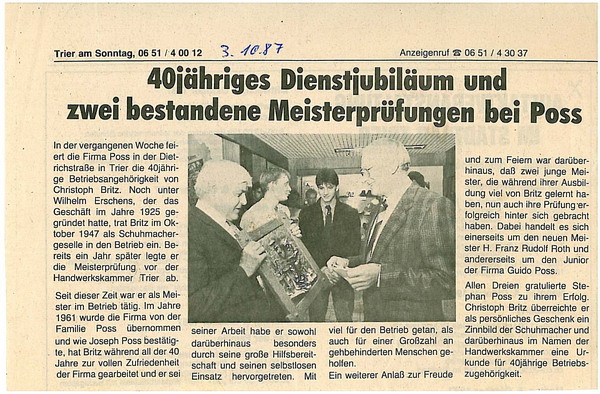 Trier am Sonntag, 06 51 / 4 00 12
3.10.87
Anzeigenruf ☎ 06 51 / 4 30 37
40jähriges Dienstjubiläum und
zwei bestandene Meisterprüfungen bei Poss
In der vergangenen Woche fei-
ert die Firma Poss in der Diet-
richstraße in Trier die 40jähri-
ge Betriebsangehörigkeit von
Christoph Britz. Noch unter
Wilhelm Erschens, der das
Geschäft im Jahre 1925 ge-
gründet hatte, trat Britz im Ok-
tober 1947 als Schuhmacher-
geselle in den Betrieb ein. Be-
reits ein Jahr später legte er
die Meisterprüfung vor der
Handwerkskammer Trier ab.
Seit dieser Zeit war er als Mei-
ster im Betrieb tätig. Im Jahre
1961 wurde die Firma von der
Familie Poss übernommen
und wie Joseph Poss bestätig-
te, hat Britz während all der 40
Jahre zur vollen Zufriedenheit
der Firma gearbeitet und er sei
seiner Arbeit habe er sowohl
darüberhinaus besonders
durch seine große Hilfsbereit-
schaft und seinen selbstlosen
Einsatz hervorgetreten. Mit
viel für den Betrieb getan, als
auch für einen Großzahl an
gehbehinderten Menschen ge-
holfen.
Ein weiterer Anlaß zur Freude
und zum Feiern war darüber-
hinaus, daß zwei junge Mei-
ster, die während ihrer Ausbil-
dung viel von Britz gelernt ha-
ben, nun auch ihre Prüfung er-
folgreich hinter sich gebracht
haben. Dabei handelt es sich
einerseits um den neuen Mei-
ster H. Franz Rudolf Roth und
andererseits um den Junior
der Firma Guido Poss.
Allen Dreien gratulierte Ste-
phan Poss zu ihrem Erfolg.
Christoph Britz überreichte er
als persönliches Geschenk ein
Zinnbild der Schuhmacher und
darüberhinaus im Namen der
Handwerkskammer eine Ur-
kunde für 40jährige Betriebs-
zugehörigkeit.